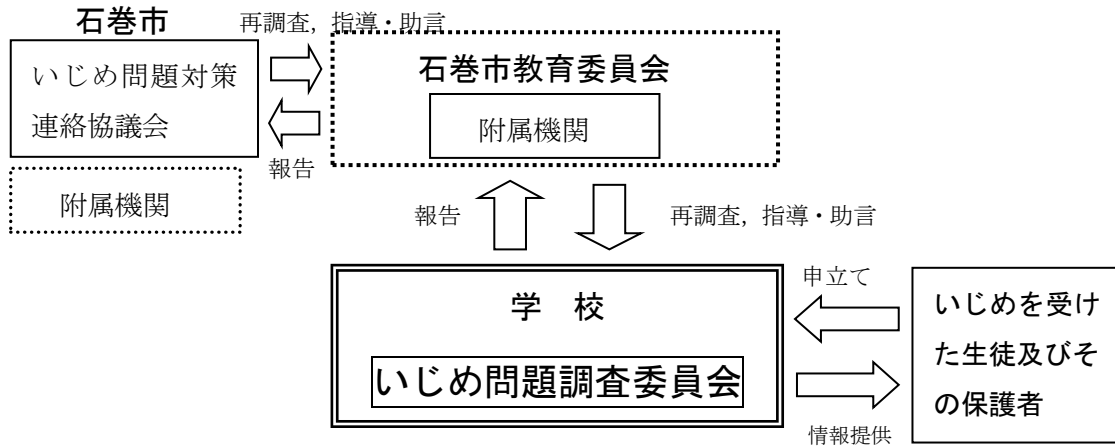 石巻市
再調査，指導・助言
いじめ問題対策
連絡協議会
報告
附属機関
石巻市教育委員会
附属機関
報告
再調査，指導・助言
学　校
いじめ問題調査委員会
申立て
情報提供
いじめを受け
た生徒及びそ
の保護者